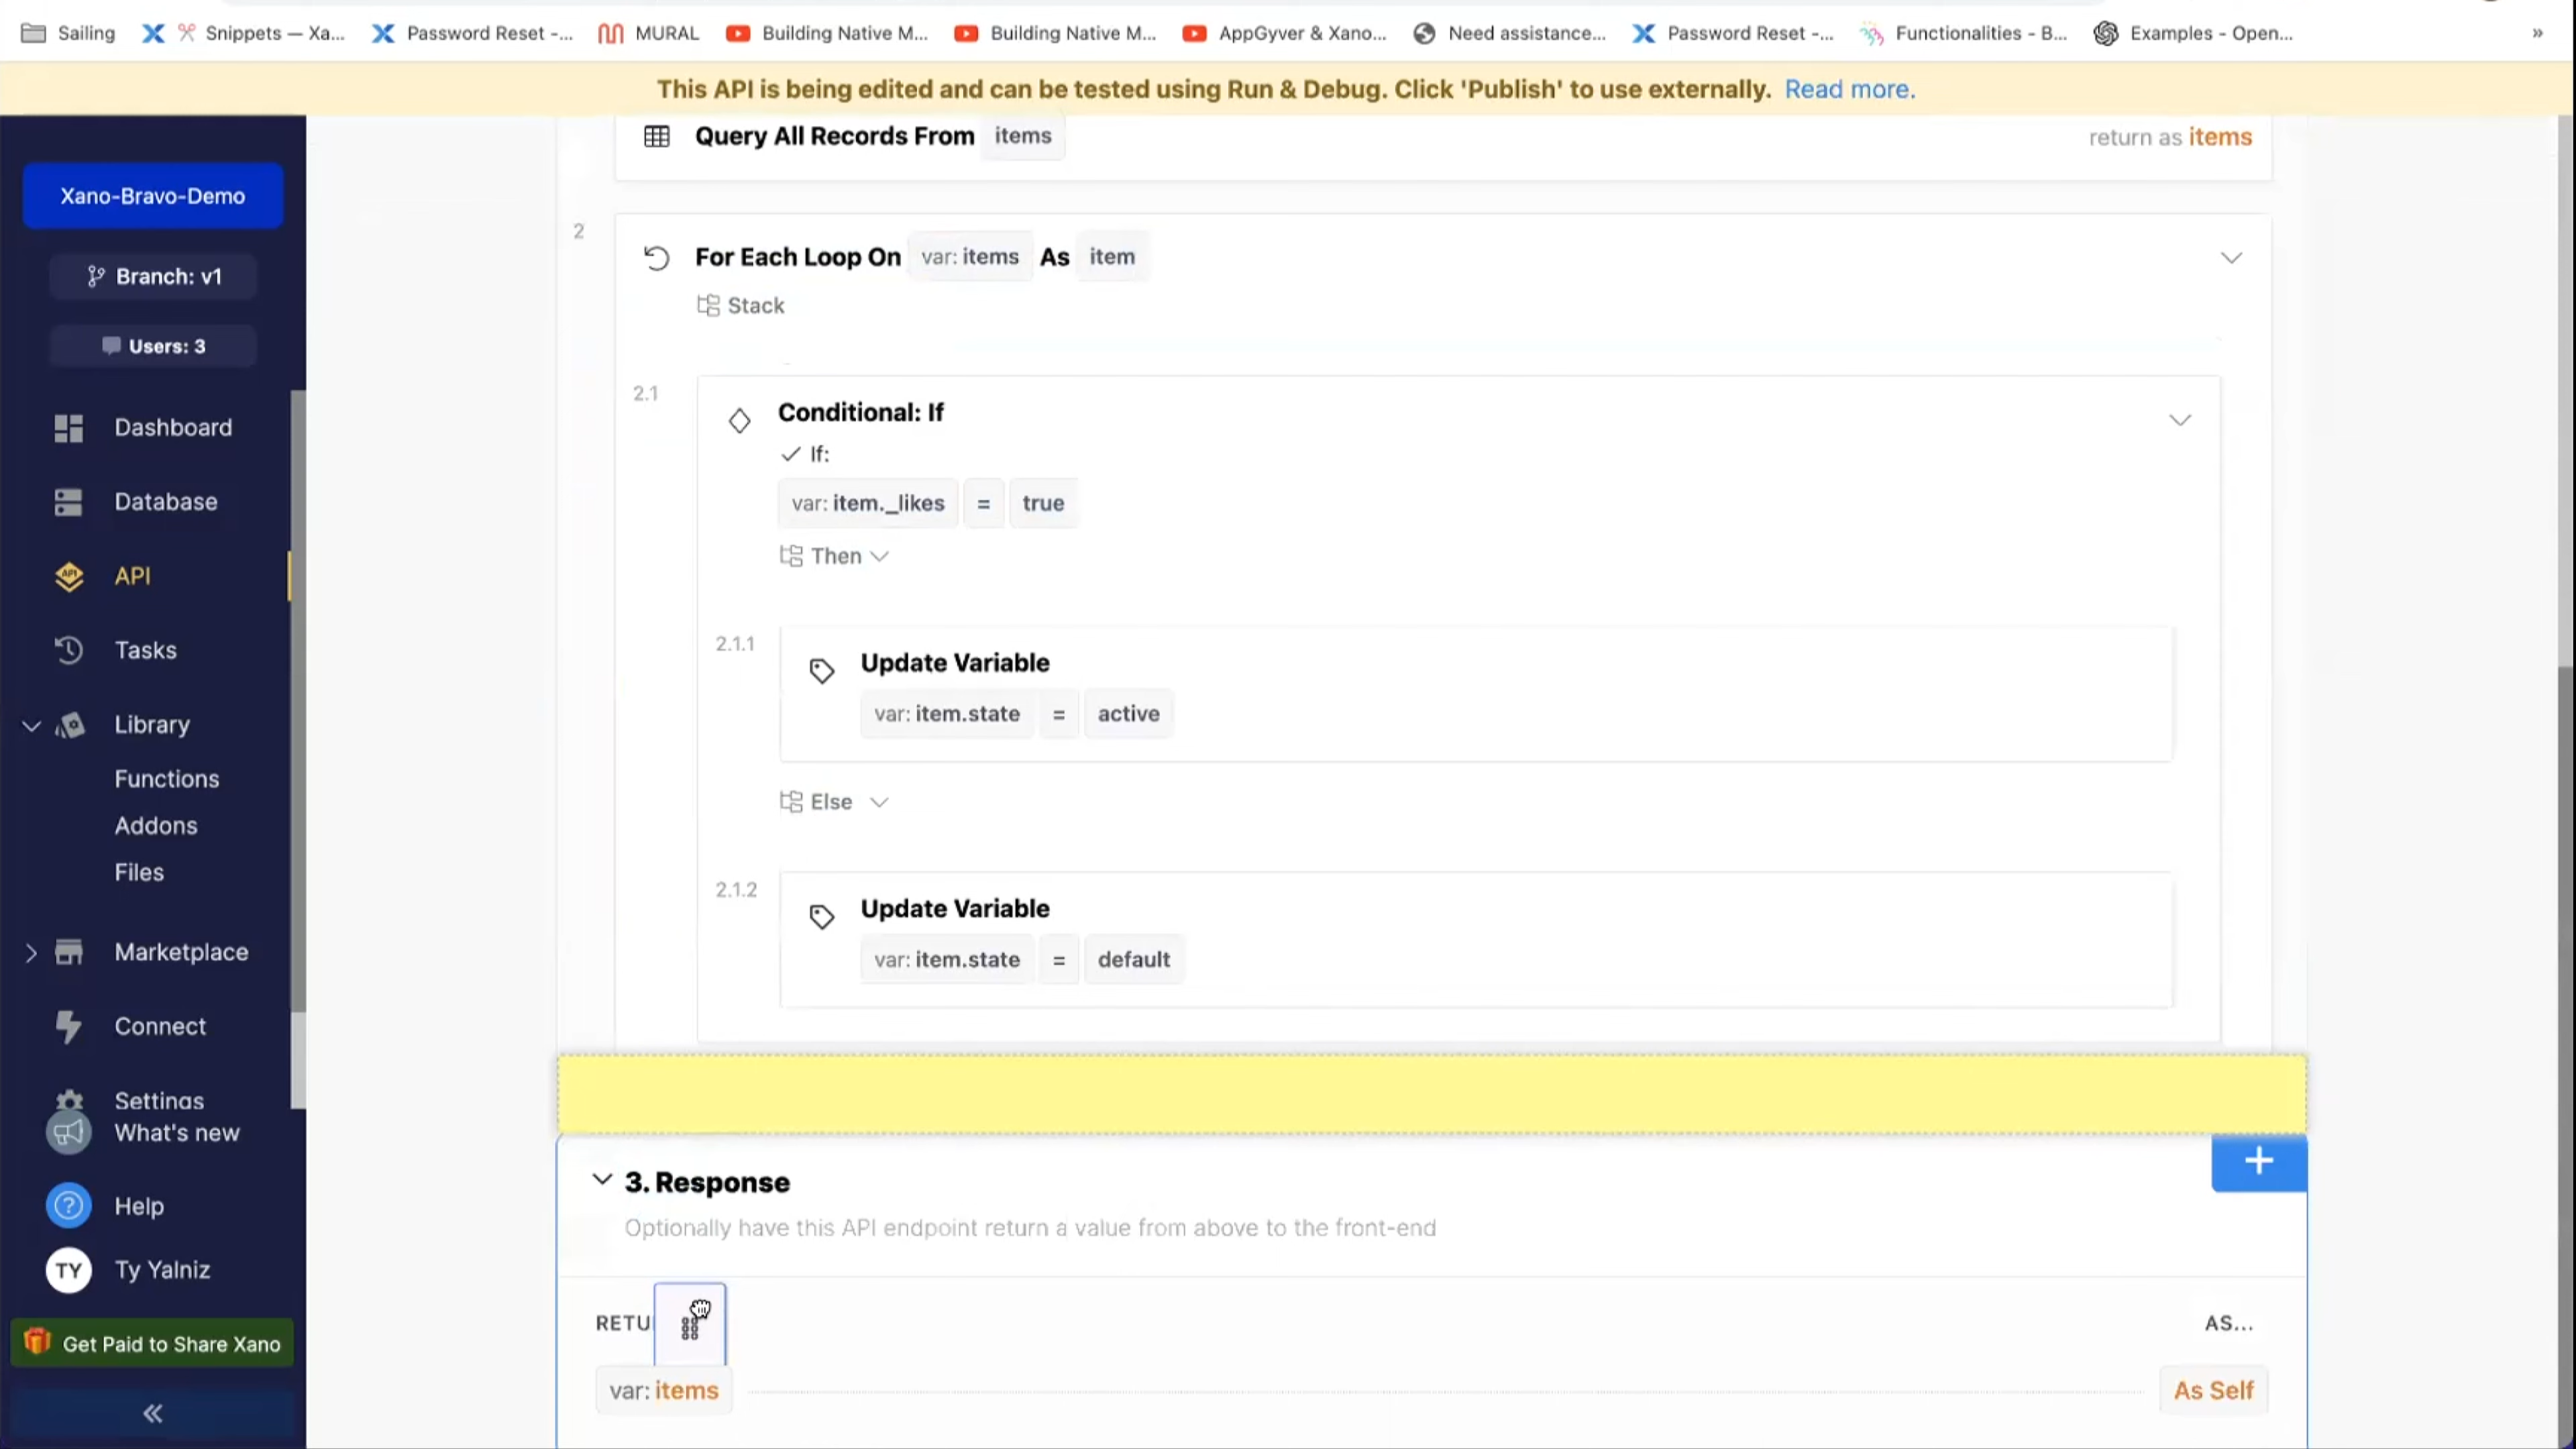 Sailing
Snippets — Xa...
Password Reset -...
MURAL
Building Native M...
Building Native M...
AppGyver & Xano...
Need assistance...
Password Reset -...
Functionalities - B...
Examples - Open...
»
This API is being edited and can be tested using Run & Debug. Click 'Publish' to use externally. Read more.
Xano-Bravo-Demo
Branch: v1
Users: 3
Dashboard
Database
API
API
Tasks
Library
Functions
Addons
Files
Marketplace
Connect
Settings
What's new
? Help
TY Ty Yalniz
Get Paid to Share Xano
«
Query All Records From items
return as items
2
For Each Loop On var: items As item
Stack
2.1
Conditional: If
If:
var: item._likes = true
Then
2.1.1
Update Variable
var: item.state = active
Else
2.1.2
Update Variable
var: item.state = default
+
3. Response
Optionally have this API endpoint return a value from above to the front-end
RETU
AS...
var: items
As Self